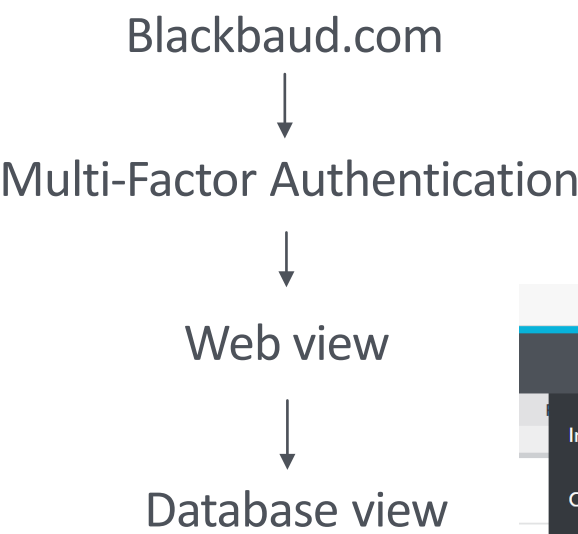 Blackbaud.com
Multi-Factor Authentication
Web view
Database view